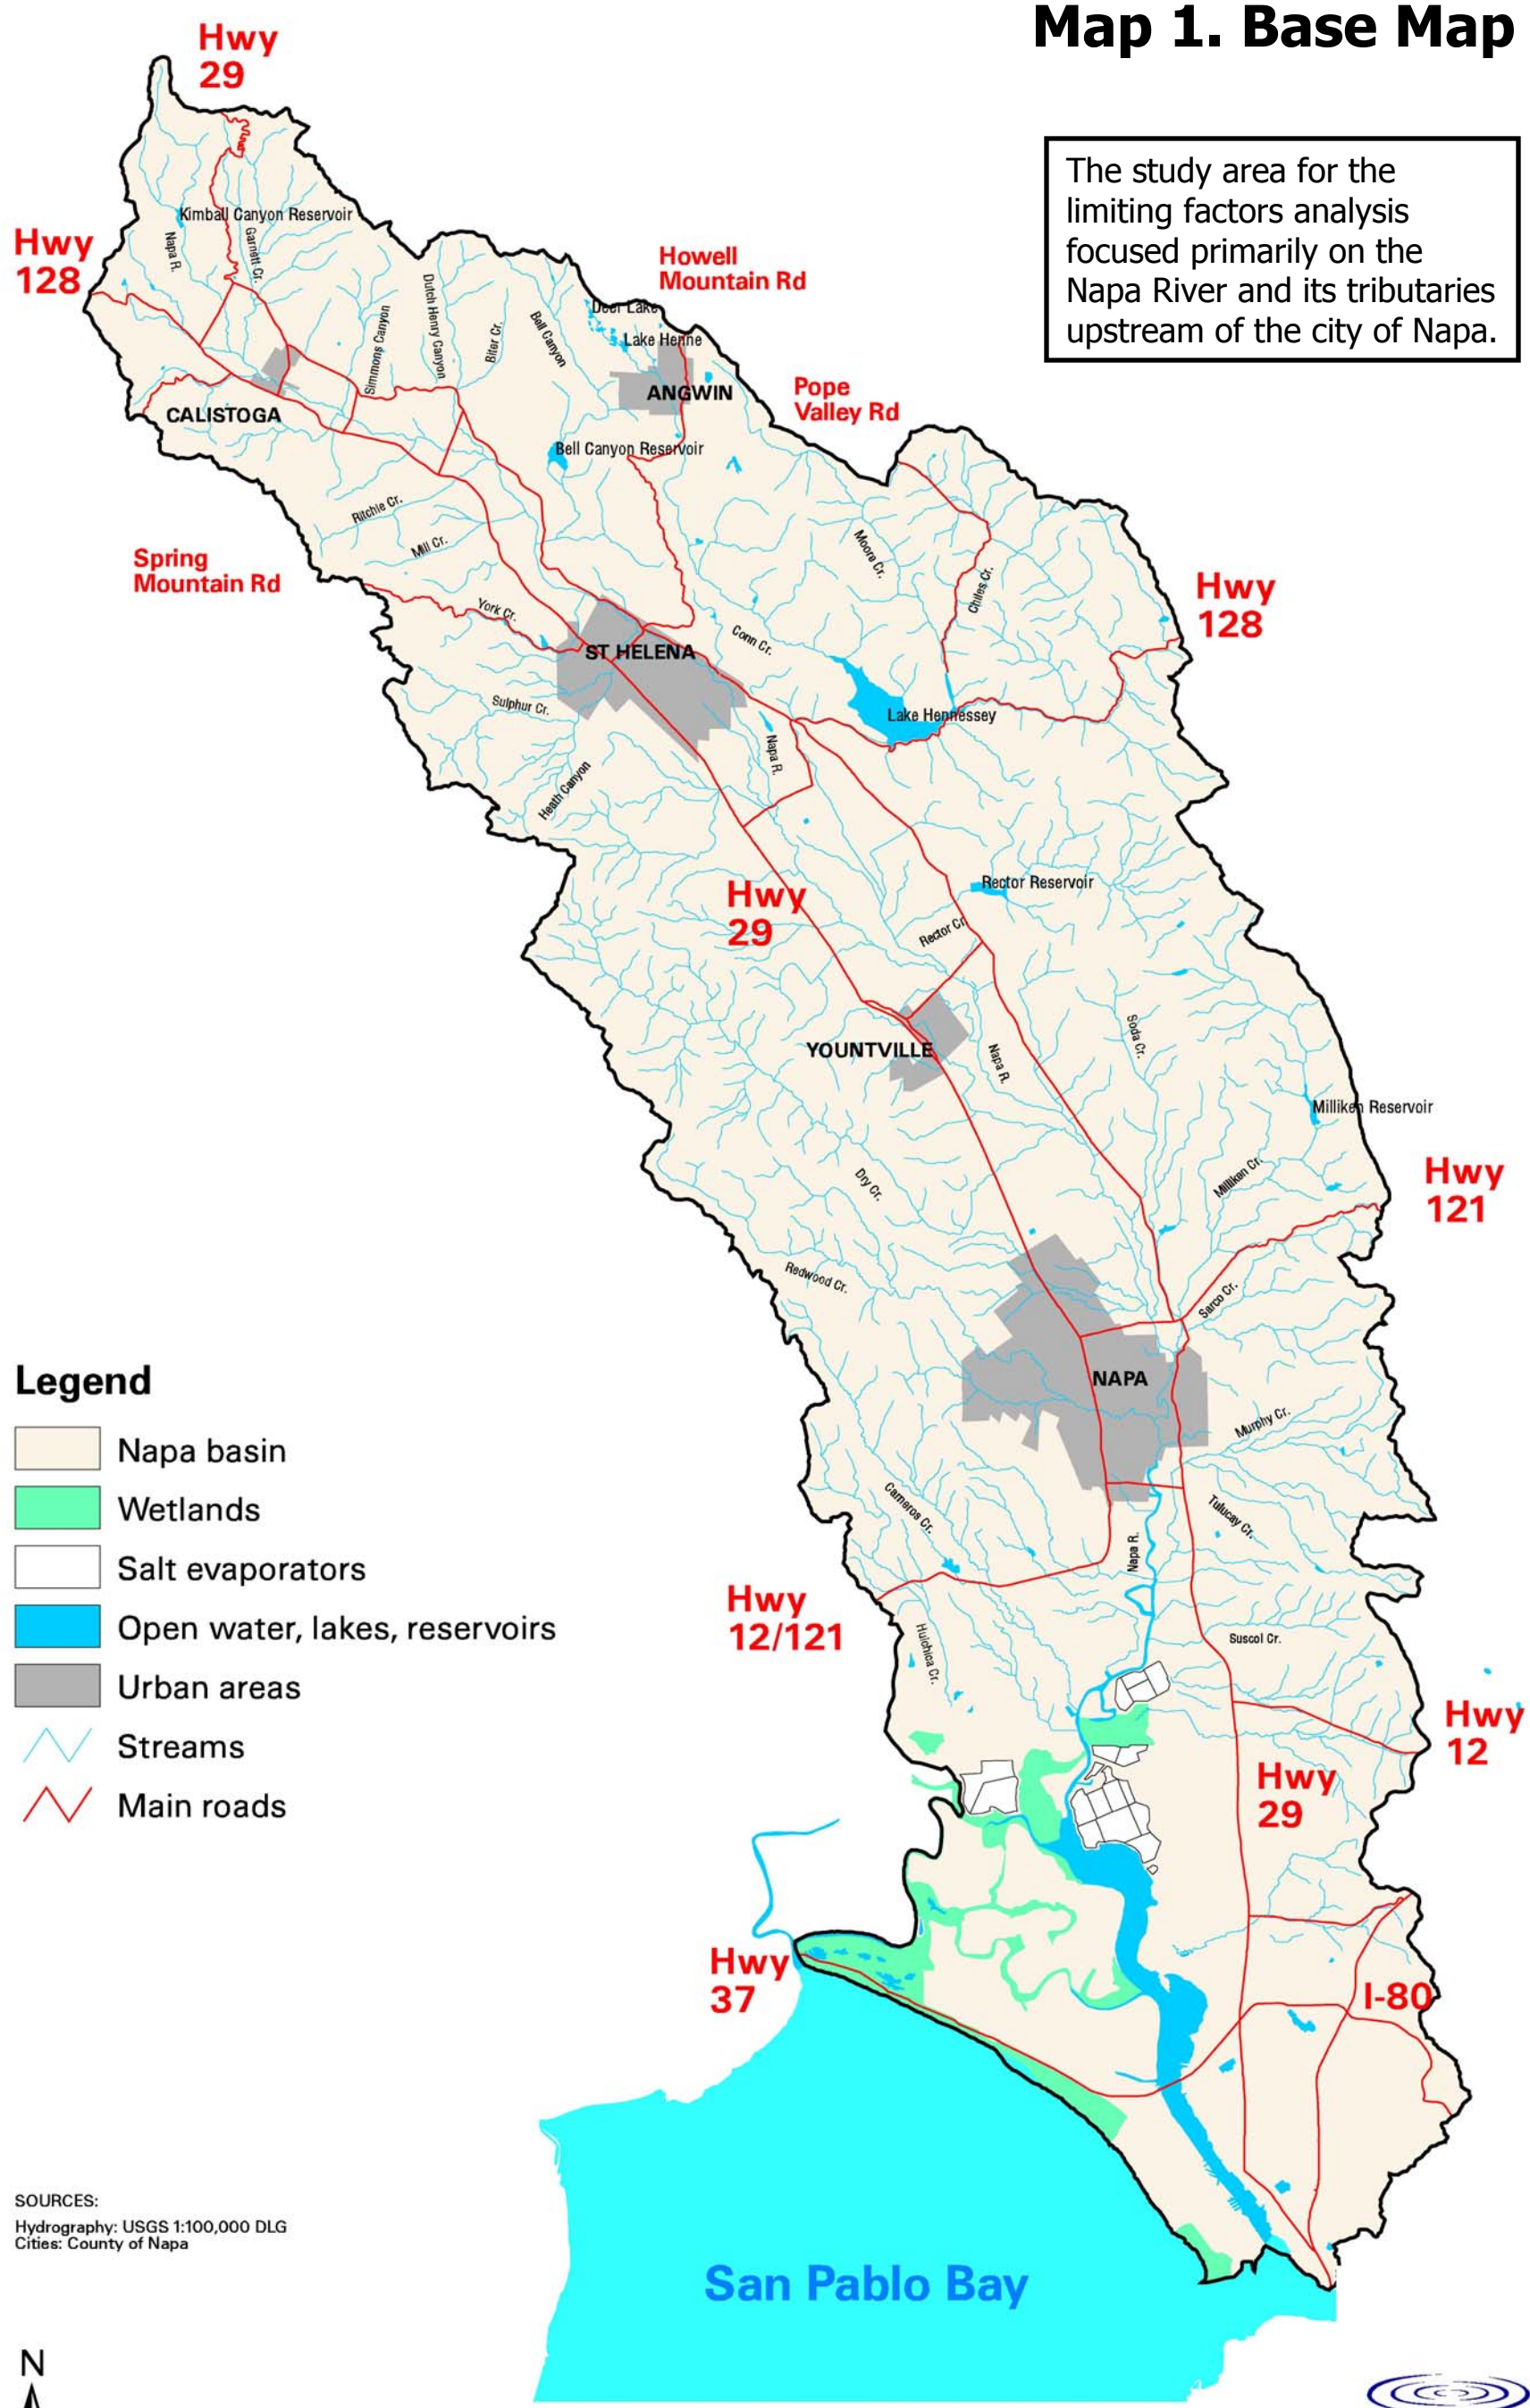 Map 1. Base Map
The study area for the
limiting factors analysis
focused primarily on the
Napa River and its tributaries
upstream of the city of Napa.
Hwy
29
Kimball Canyon Reservoir
Napa R.
Garnett Cr.
Hwy
128
Howell
Mountain Rd
Deer Lake
Lake Henne
Dutch Henry Canyon
Simmons Canyon
Biter Cr.
Bell Canyon
ANGWIN
Pope
Valley Rd
CALISTOGA
Bell Canyon Reservoir
Ritchie Cr.
Mill Cr.
Moore Cr.
Chiles Cr.
Spring
Mountain Rd
Hwy
128
York Cr.
Conn Cr.
ST HELENA
Sulphur Cr.
Lake Hennessey
Napa R.
Heath Canyon
Hwy
29
Rector Reservoir
Rector Cr.
YOUNTVILLE
Napa R.
Soda Cr.
Milliken Reservoir
Dry Cr.
Milliken Cr.
Hwy
121
Redwood Cr.
Sarco Cr.
NAPA
Murphy Cr.
Carneros Cr.
Tulucay Cr.
Napa R.
Hwy
12/121
Huichica Cr.
Suscol Cr.
Hwy
12
Hwy
29
Hwy
37
I-80
San Pablo Bay
Legend
Napa basin
Wetlands
Salt evaporators
Open water, lakes, reservoirs
Urban areas
Streams
Main roads
SOURCES:
Hydrography: USGS 1:100,000 DLG
Cities: County of Napa
N